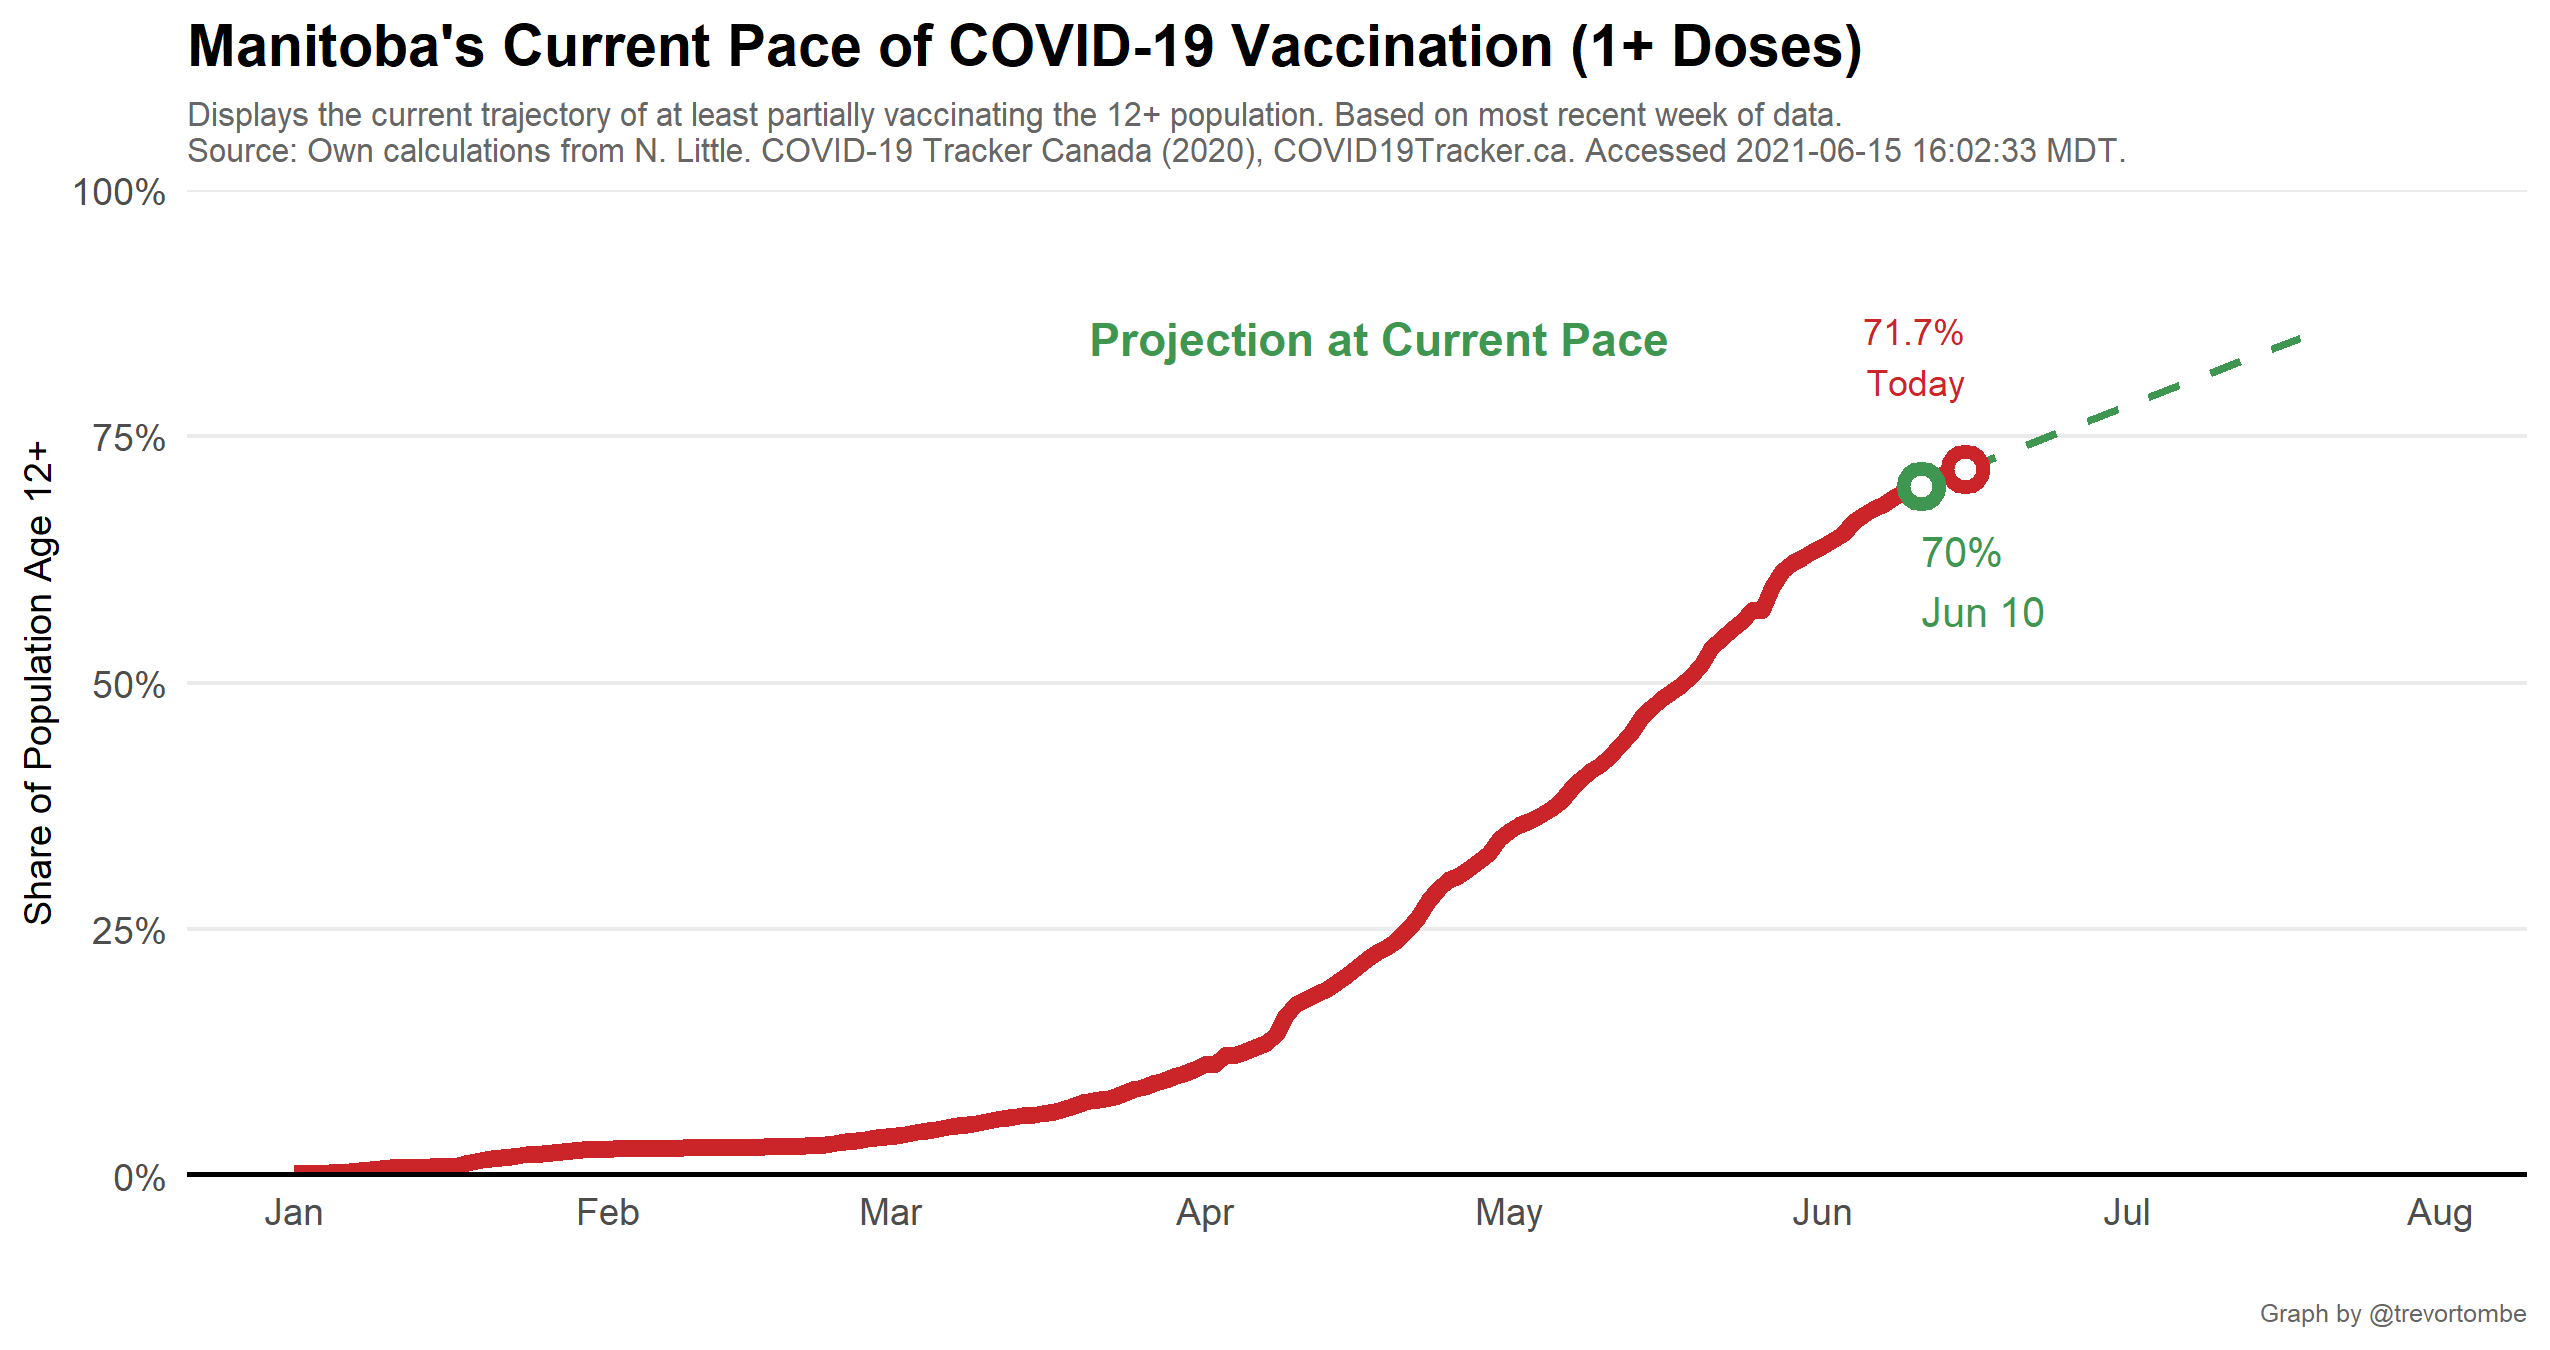 Manitoba's Current Pace of COVID-19 Vaccination (1+ Doses)
Displays the current trajectory of at least partially vaccinating the 12+ population. Based on most recent week of data.
Source: Own calculations from N. Little. COVID-19 Tracker Canada (2020), COVID19Tracker.ca. Accessed 2021-06-15 16:02:33 MDT.
100%
75%
50%
25%
0%
Share of Population Age 12+
Projection at Current Pace
71.7%
Today
70%
Jun 10
Jan
Feb
Mar
Apr
May
Jun
Jul
Aug
Graph by @trevortombe